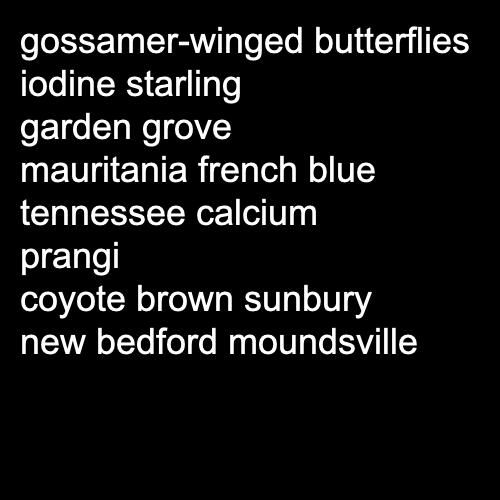 gossamer-winged butterflies
iodine starling
garden grove
mauritania french blue
tennessee calcium
prangi
coyote brown sunbury
new bedford moundsville